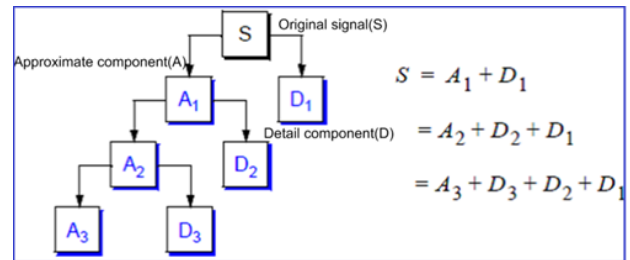 S
Original signal(S)
Approximate component(A)
A₁
D₁
S = A₁ + D₁
Detail component(D)
= A₂ + D₂ + D₁
A₂
D₂
= A₃ + D₃ + D₂ + D₁
A₃
D₃